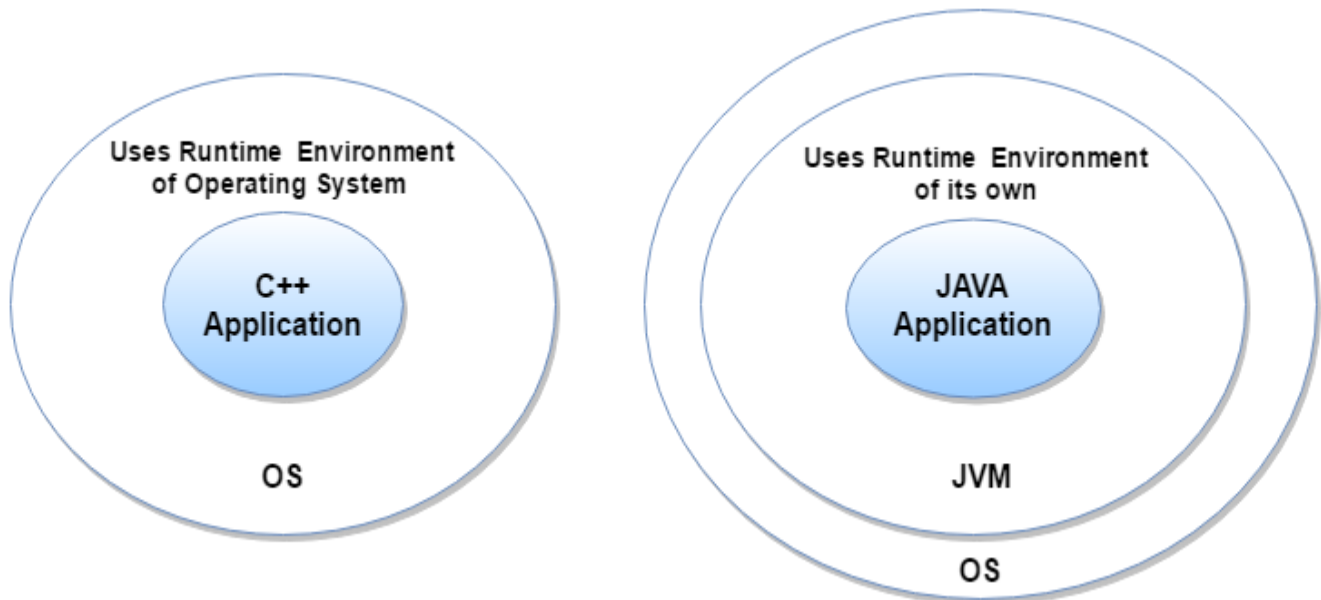 Uses Runtime Environment
of Operating System
C++
Application
OS
Uses Runtime Environment
of its own
JAVA
Application
JVM
OS